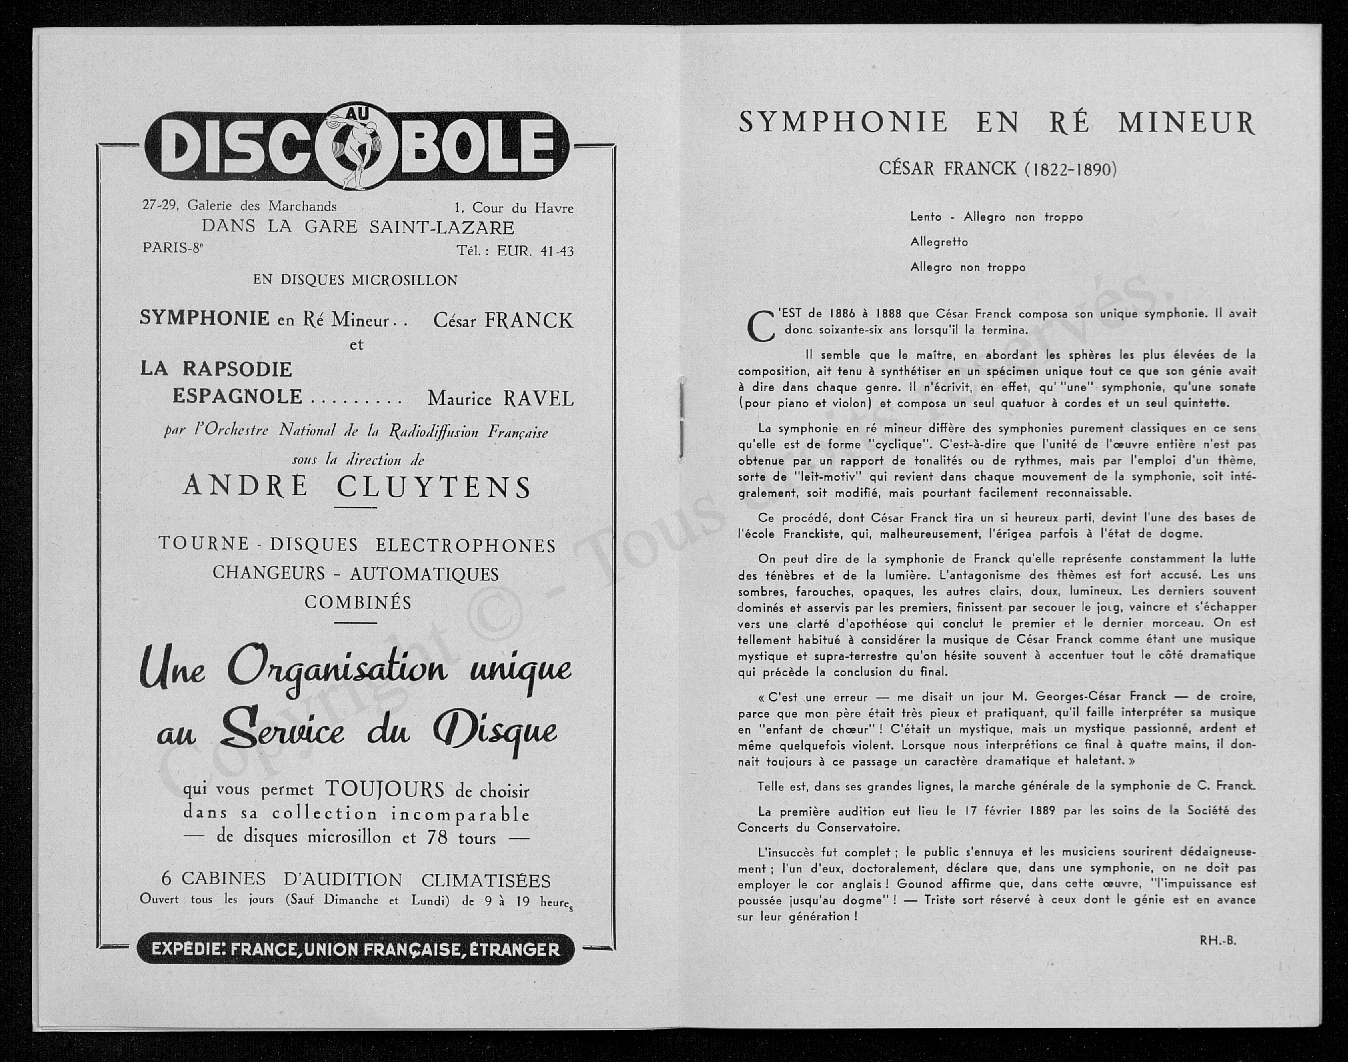 AU
DISCOBOLE
27-29, Galerie des Marchands 1, Cour du Havre
DANS LA GARE SAINT-LAZARE
PARIS-8e Tél. : EUR. 41-43
EN DISQUES MICROSILLON
SYMPHONIE en Ré Mineur . . César FRANCK
et
LA RAPSODIE
ESPAGNOLE . . . . . . . . . Maurice RAVEL
par l'Orchestre National de la Radiodiffusion Française
sous la direction de
ANDRE CLUYTENS
TOURNE - DISQUES ELECTROPHONES
CHANGEURS - AUTOMATIQUES
COMBINÉS
Une Organisation unique
au Service du Disque
qui vous permet TOUJOURS de choisir
dans sa collection incomparable
— de disques microsillon et 78 tours —
6 CABINES D'AUDITION CLIMATISÉES
Ouvert tous les jours (Sauf Dimanche et Lundi) de 9 à 19 heures
EXPÉDIE: FRANCE, UNION FRANÇAISE, ÉTRANGER
SYMPHONIE EN RÉ MINEUR
CÉSAR FRANCK (1822-1890)
Lento - Allegro non troppo
Allegretto
Allegro non troppo
C'EST de 1886 à 1888 que César Franck composa son unique symphonie. Il avait
donc soixante-six ans lorsqu'il la termina.
Il semble que le maître, en abordant les sphères les plus élevées de la
composition, ait tenu à synthétiser en un spécimen unique tout ce que son génie avait
à dire dans chaque genre. Il n'écrivit, en effet, qu' "une" symphonie, qu'une sonate
(pour piano et violon) et composa un seul quatuor à cordes et un seul quintette.
La symphonie en ré mineur diffère des symphonies purement classiques en ce sens
qu'elle est de forme "cyclique". C'est-à-dire que l'unité de l'œuvre entière n'est pas
obtenue par un rapport de tonalités ou de rythmes, mais par l'emploi d'un thème,
sorte de "leit-motiv" qui revient dans chaque mouvement de la symphonie, soit inté-
gralement, soit modifié, mais pourtant facilement reconnaissable.
Ce procédé, dont César Franck tira un si heureux parti, devint l'une des bases de
l'école Franckiste, qui, malheureusement, l'érigea parfois à l'état de dogme.
On peut dire de la symphonie de Franck qu'elle représente constamment la lutte
des ténèbres et de la lumière. L'antagonisme des thèmes est fort accusé. Les uns
sombres, farouches, opaques, les autres clairs, doux, lumineux. Les derniers souvent
dominés et asservis par les premiers, finissent par secouer le joug, vaincre et s'échapper
vers une clarté d'apothéose qui conclut le premier et le dernier morceau. On est
tellement habitué à considérer la musique de César Franck comme étant une musique
mystique et supra-terrestre qu'on hésite souvent à accentuer tout le côté dramatique
qui précède la conclusion du final.
« C'est une erreur — me disait un jour M. Georges-César Franck — de croire,
parce que mon père était très pieux et pratiquant, qu'il faille interpréter sa musique
en "enfant de chœur" ! C'était un mystique, mais un mystique passionné, ardent et
même quelquefois violent. Lorsque nous interprétions ce final à quatre mains, il don-
nait toujours à ce passage un caractère dramatique et haletant. »
Telle est, dans ses grandes lignes, la marche générale de la symphonie de C. Franck.
La première audition eut lieu le 17 février 1889 par les soins de la Société des
Concerts du Conservatoire.
L'insuccès fut complet ; le public s'ennuya et les musiciens sourirent dédaigneuse-
ment ; l'un d'eux, doctoralement, déclare que, dans une symphonie, on ne doit pas
employer le cor anglais ! Gounod affirme que, dans cette œuvre, "l'impuissance est
poussée jusqu'au dogme" ! — Triste sort réservé à ceux dont le génie est en avance
sur leur génération !
RH.-B.
Copyright © - Tous droits réservés.